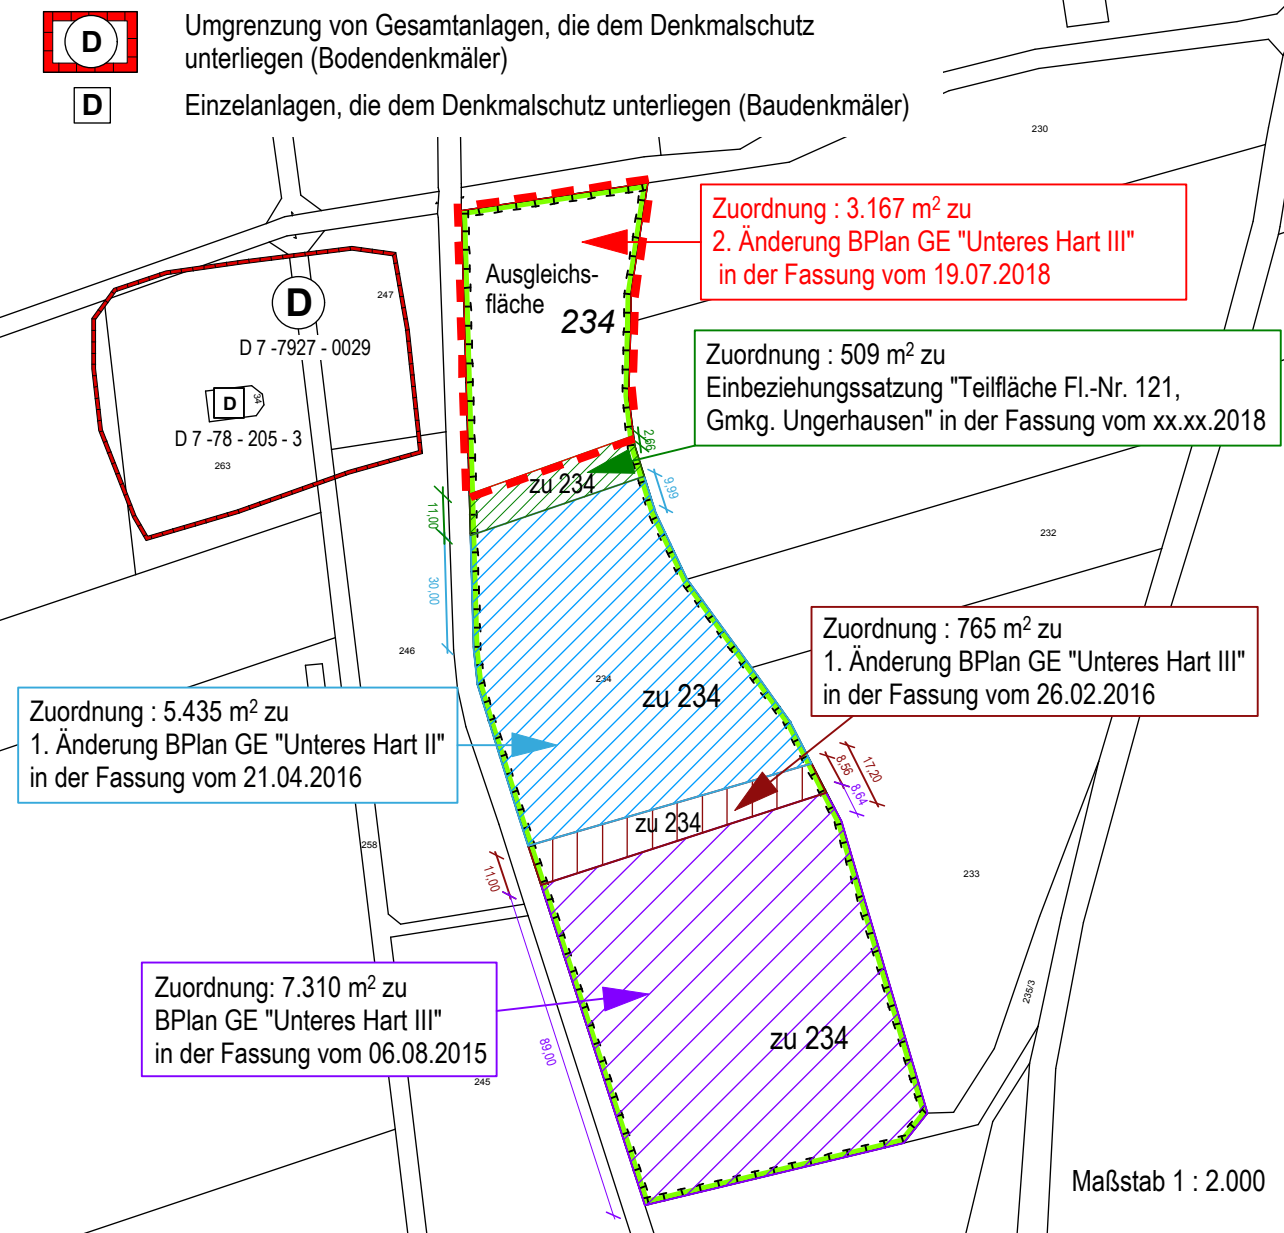 D
Umgrenzung von Gesamtanlagen, die dem Denkmalschutz
unterliegen (Bodendenkmäler)
D
Einzelanlagen, die dem Denkmalschutz unterliegen (Baudenkmäler)
230
Zuordnung : 3.167 m² zu
2. Änderung BPlan GE "Unteres Hart III"
in der Fassung vom 19.07.2018
Ausgleichs-
fläche
234
247
D
D 7 -7927 - 0029
D
34
D 7 -78 - 205 - 3
263
Zuordnung : 509 m² zu
Einbeziehungssatzung "Teilfläche Fl.-Nr. 121,
Gmkg. Ungerhausen" in der Fassung vom xx.xx.2018
2,66
zu 234
9,99
11,00
30,00
232
246
234
zu 234
Zuordnung : 765 m² zu
1. Änderung BPlan GE "Unteres Hart III"
in der Fassung vom 26.02.2016
Zuordnung : 5.435 m² zu
1. Änderung BPlan GE "Unteres Hart II"
in der Fassung vom 21.04.2016
17,20
8,56
8,64
zu 234
258
11,00
233
Zuordnung: 7.310 m² zu
BPlan GE "Unteres Hart III"
in der Fassung vom 06.08.2015
235/3
zu 234
89,00
245
Maßstab 1 : 2.000